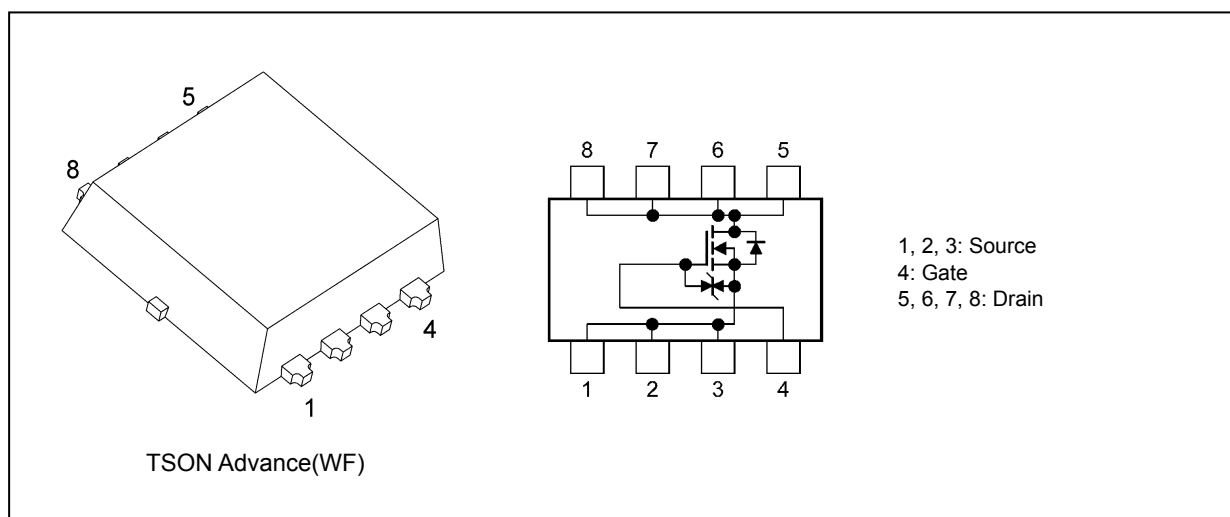 5
8
4
1
TSON Advance(WF)
8 7 6 5
1 2 3 4
1, 2, 3: Source
4: Gate
5, 6, 7, 8: Drain